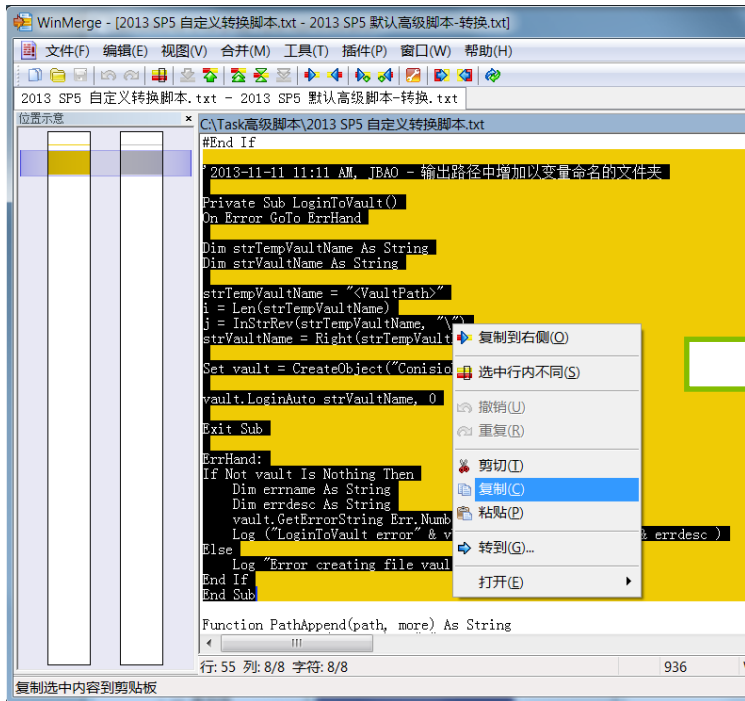 WinMerge - [2013 SP5 自定义转换脚本.txt - 2013 SP5 默认高级脚本-转换.txt]
文件(F) 编辑(E) 视图(V) 合并(M) 工具(T) 插件(P) 窗口(W) 帮助(H)
2013 SP5 自定义转换脚本.txt - 2013 SP5 默认高级脚本-转换.txt
位置示意 ×
C:\Task高级脚本\2013 SP5 自定义转换脚本.txt
#End If
'2013-11-11 11:11 AM, JBAO - 输出路径中增加以变量命名的文件夹
Private Sub LoginToVault()
On Error GoTo ErrHand
Dim strTempVaultName As String
Dim strVaultName As String
strTempVaultName = "<VaultPath>"
i = Len(strTempVaultName)
j = InStrRev(strTempVaultName, "\")
strVaultName = Right(strTempVault
Set vault = CreateObject("Conisio
vault.LoginAuto strVaultName, 0
Exit Sub
ErrHand:
If Not vault Is Nothing Then
Dim errname As String
Dim errdesc As String
vault.GetErrorString Err.Numb
Log ("LoginToVault error" & v & errdesc )
Else
Log "Error creating file vaul
End If
End Sub
Function PathAppend(path, more) As String
复制到右侧(O)
选中行内不同(S)
撤销(U)
重复(R)
剪切(T)
复制(C)
粘贴(P)
转到(G)...
打开(E)
行: 55 列: 8/8 字符: 8/8
936
复制选中内容到剪贴板